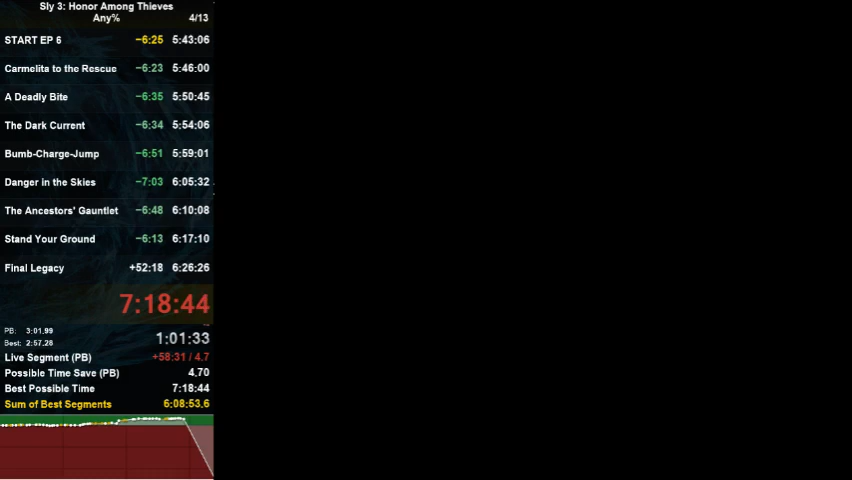 Sly 3: Honor Among Thieves
Any% 4/13
START EP 6 −6:25 5:43:06
Carmelita to the Rescue −6:23 5:46:00
A Deadly Bite −6:35 5:50:45
The Dark Current −6:34 5:54:06
Bumb-Charge-Jump −6:51 5:59:01
Danger in the Skies −7:03 6:05:32
The Ancestors' Gauntlet −6:48 6:10:08
Stand Your Ground −6:13 6:17:10
Final Legacy +52:18 6:26:26
7:18:44
PB: 3:01.99
Best: 2:57.28
1:01:33
Live Segment (PB) +58:31 / 4.7
Possible Time Save (PB) 4.70
Best Possible Time 7:18:44
Sum of Best Segments 6:08:53.6